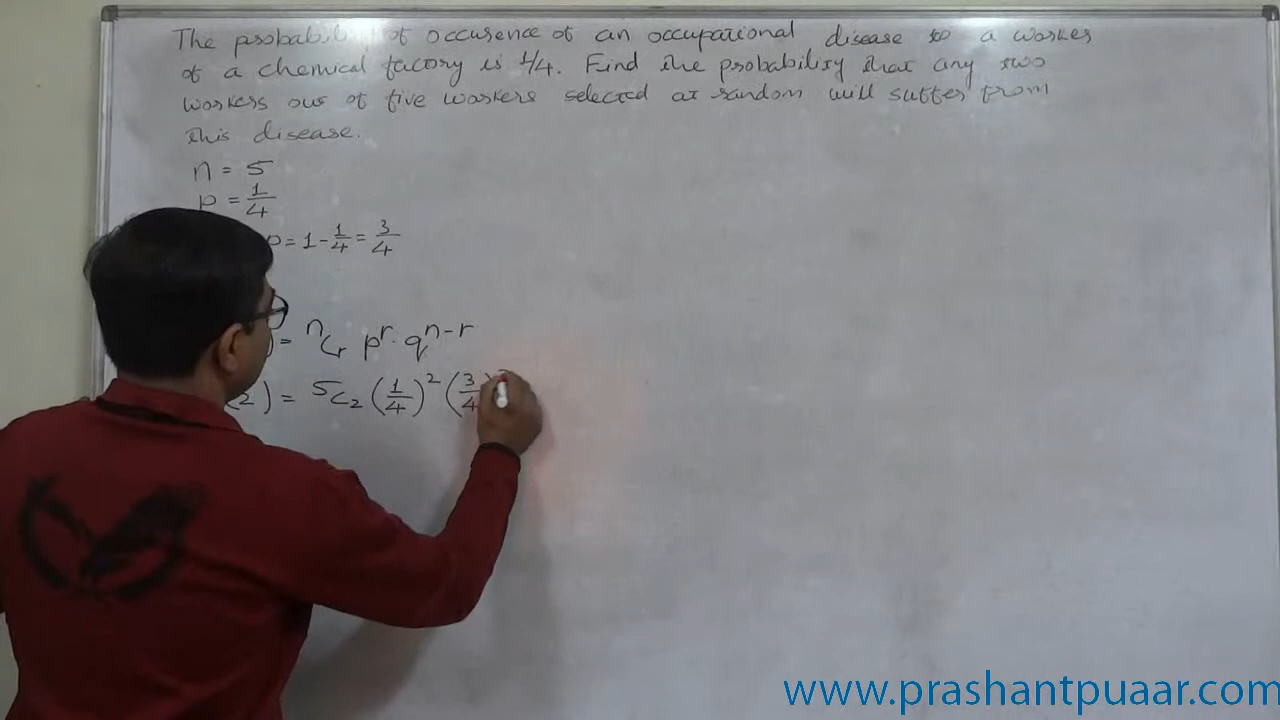 The probability of occurence of an occupational disease to a worker
of a chemical factory is 1/4. Find the probability that any two
workers out of five workers selected at random will suffer from
this disease.
n = 5
p = 1/4
p = 1 - 1/4 = 3/4
) = nCr p^r · q^n-r
(2) = 5C2 (1/4)^2 (3/4)
www.prashantpuaar.com